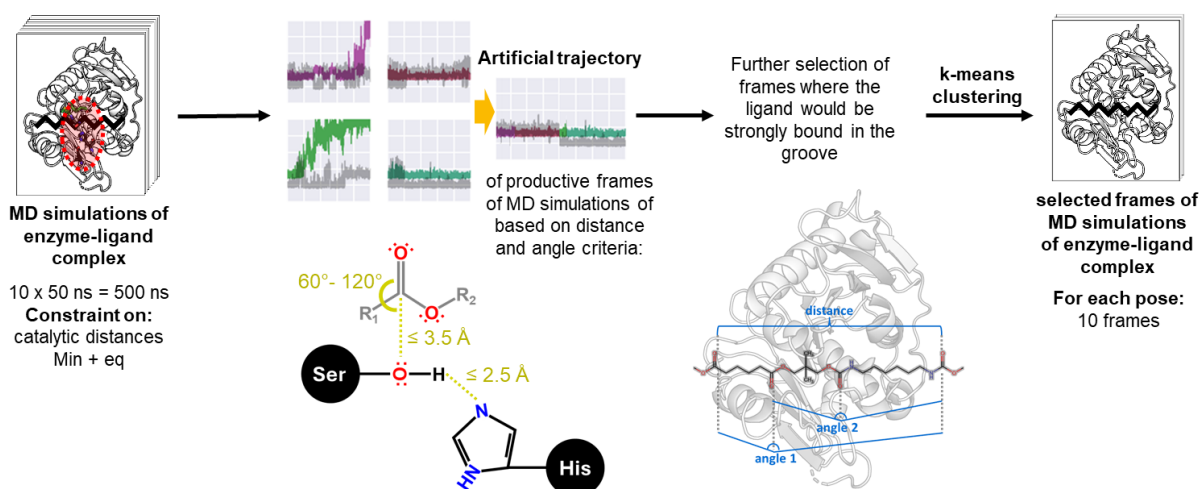 MD simulations of
enzyme-ligand
complex
10 x 50 ns = 500 ns
Constraint on:
catalytic distances
Min + eq
Artificial trajectory
of productive frames
of MD simulations of
based on distance
and angle criteria:
60°- 120°
O
R₁
O
R₂
≤ 3.5 Å
Ser
O
H
≤ 2.5 Å
N
HN
His
Further selection of
frames where the
ligand would be
strongly bound in the
groove
distance
angle 2
angle 1
k-means
clustering
selected frames of
MD simulations
of enzyme-ligand
complex
For each pose:
10 frames